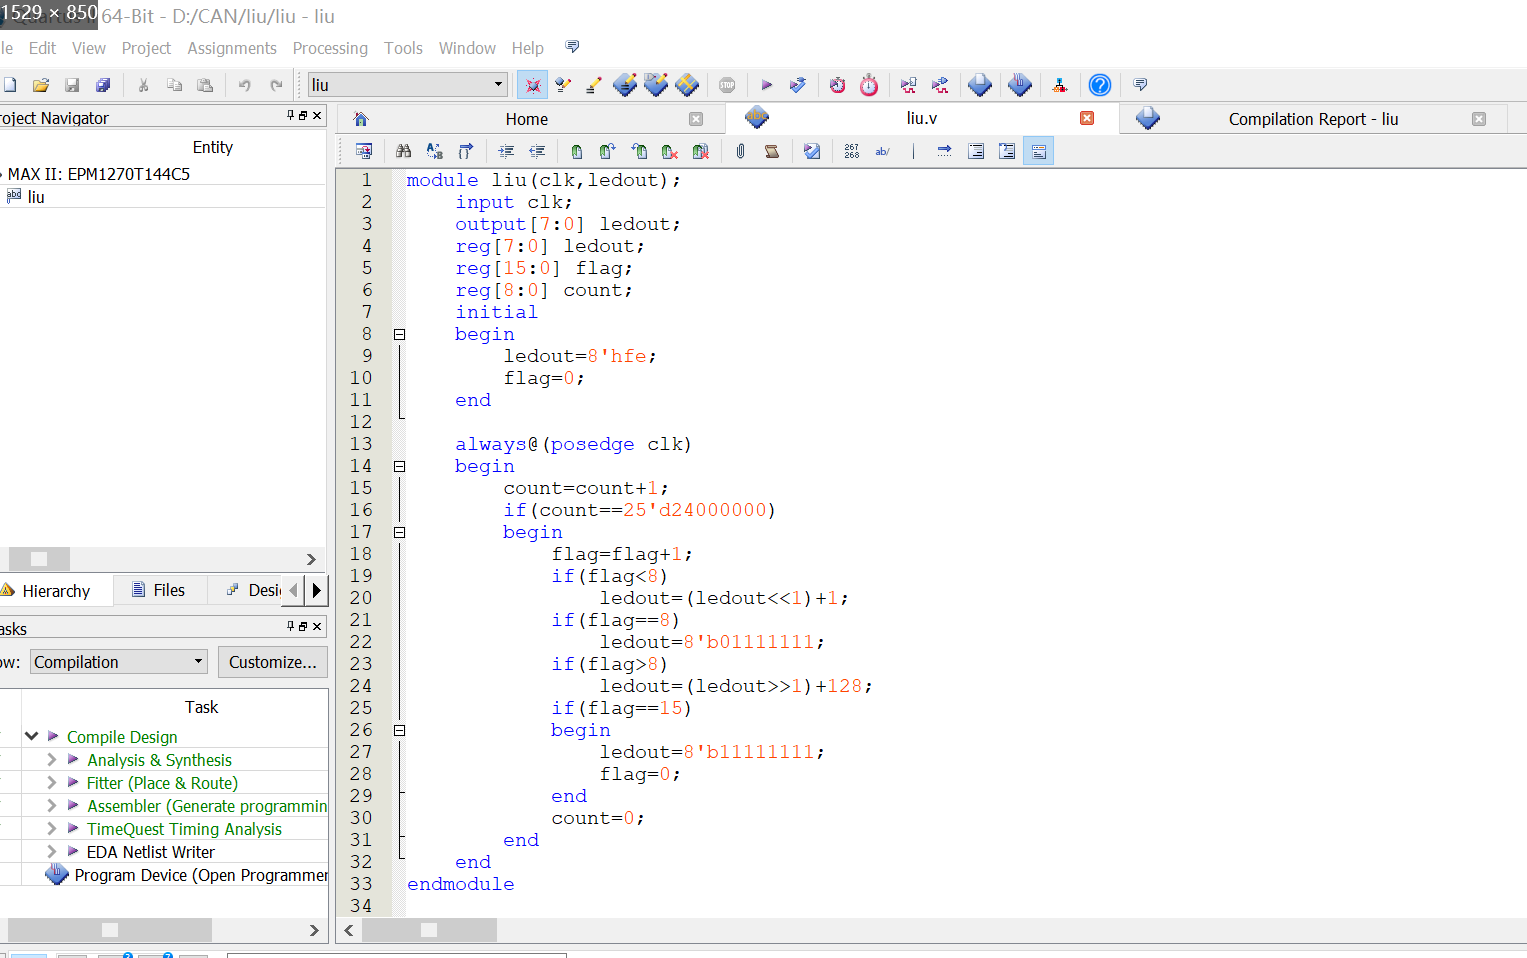 1529 × 850
64-Bit - D:/CAN/liu/liu - liu
le Edit View Project Assignments Processing Tools Window Help
liu
STOP
roject Navigator
Home
liu.v
Compilation Report - liu
Entity
MAX II: EPM1270T144C5
abd liu
267
268
ab/
1 module liu(clk,ledout);
2 input clk;
3 output[7:0] ledout;
4 reg[7:0] ledout;
5 reg[15:0] flag;
6 reg[8:0] count;
7 initial
8 begin
9 ledout=8'hfe;
10 flag=0;
11 end
12
13 always@(posedge clk)
14 begin
15 count=count+1;
16 if(count==25'd24000000)
17 begin
18 flag=flag+1;
19 if(flag<8)
20 ledout=(ledout<<1)+1;
21 if(flag==8)
22 ledout=8'b01111111;
23 if(flag>8)
24 ledout=(ledout>>1)+128;
25 if(flag==15)
26 begin
27 ledout=8'b11111111;
28 flag=0;
29 end
30 count=0;
31 end
32 end
33 endmodule
34
Hierarchy Files Desi
asks
ow: Compilation Customize...
Task
Compile Design
Analysis & Synthesis
Fitter (Place & Route)
Assembler (Generate programmin
TimeQuest Timing Analysis
EDA Netlist Writer
Program Device (Open Programmer